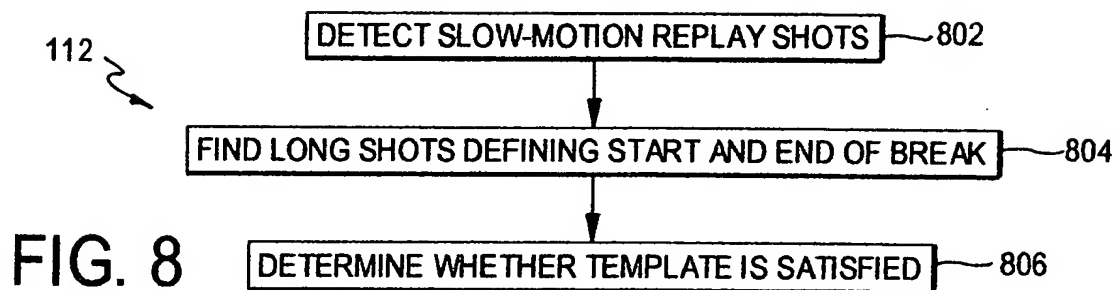 DETECT SLOW-MOTION REPLAY SHOTS 802
112
FIND LONG SHOTS DEFINING START AND END OF BREAK 804
FIG. 8
DETERMINE WHETHER TEMPLATE IS SATISFIED 806